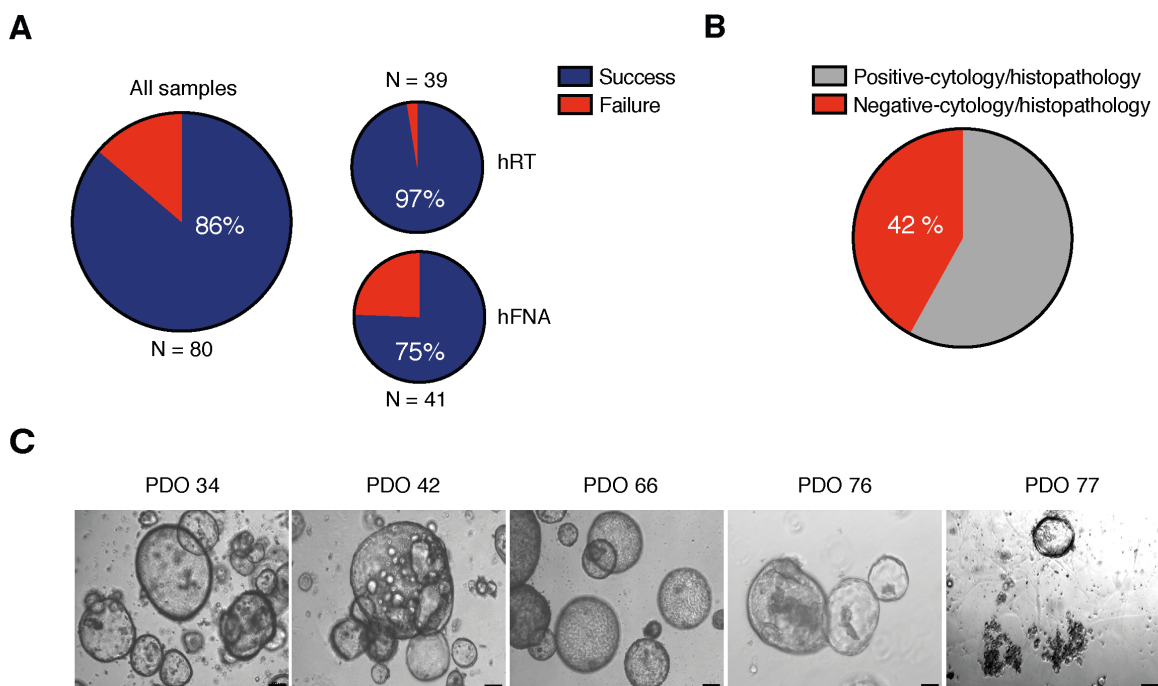 A
All samples
86%
N = 80
N = 39
97%
hRT
75%
hFNA
N = 41
Success
Failure
B
Positive-cytology/histopathology
Negative-cytology/histopathology
42 %
C
PDO 34
PDO 42
PDO 66
PDO 76
PDO 77